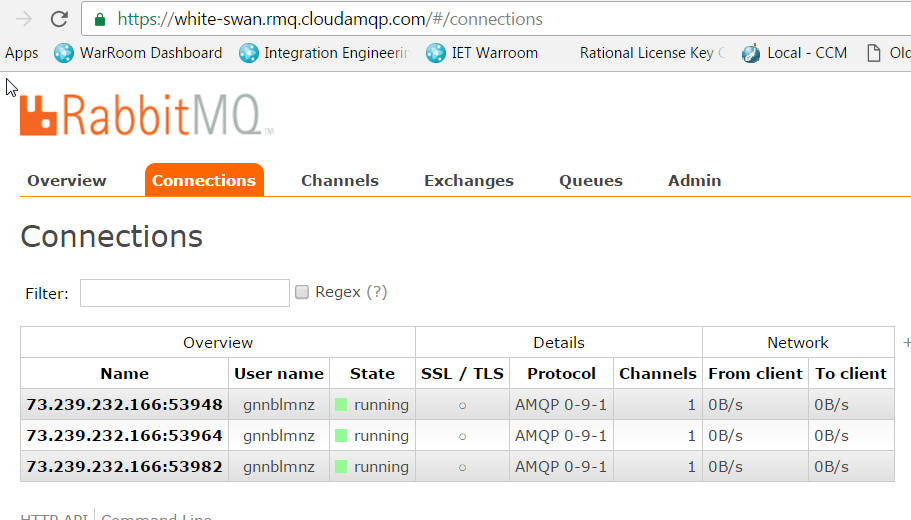 https://white-swan.rmq.cloudamqp.com/#/connections
Apps WarRoom Dashboard Integration Engineerin IET Warroom Rational License Key C Local - CCM Old
RabbitMQ™
Overview Connections Channels Exchanges Queues Admin
Connections
Filter: Regex (?)
Overview Details Network +
Name User name State SSL / TLS Protocol Channels From client To client
73.239.232.166:53948 gnnblmnz running ○ AMQP 0-9-1 1 0B/s 0B/s
73.239.232.166:53964 gnnblmnz running ○ AMQP 0-9-1 1 0B/s 0B/s
73.239.232.166:53982 gnnblmnz running ○ AMQP 0-9-1 1 0B/s 0B/s
HTTP API Command Line